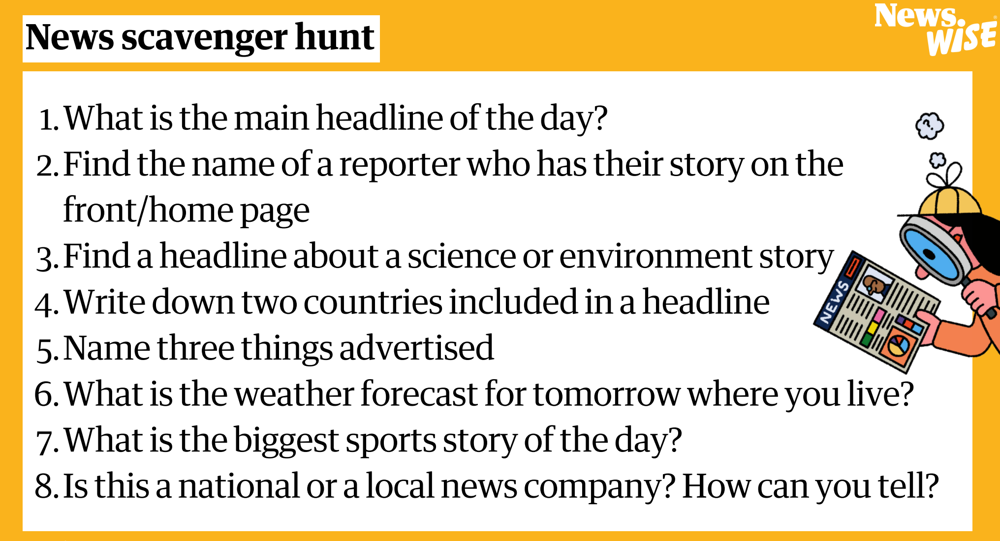 News scavenger hunt
News.
WiSE
®
1. What is the main headline of the day?
2. Find the name of a reporter who has their story on the
front/home page
3. Find a headline about a science or environment story
4. Write down two countries included in a headline
5. Name three things advertised
6. What is the weather forecast for tomorrow where you live?
7. What is the biggest sports story of the day?
8. Is this a national or a local news company? How can you tell?
?
NEWS